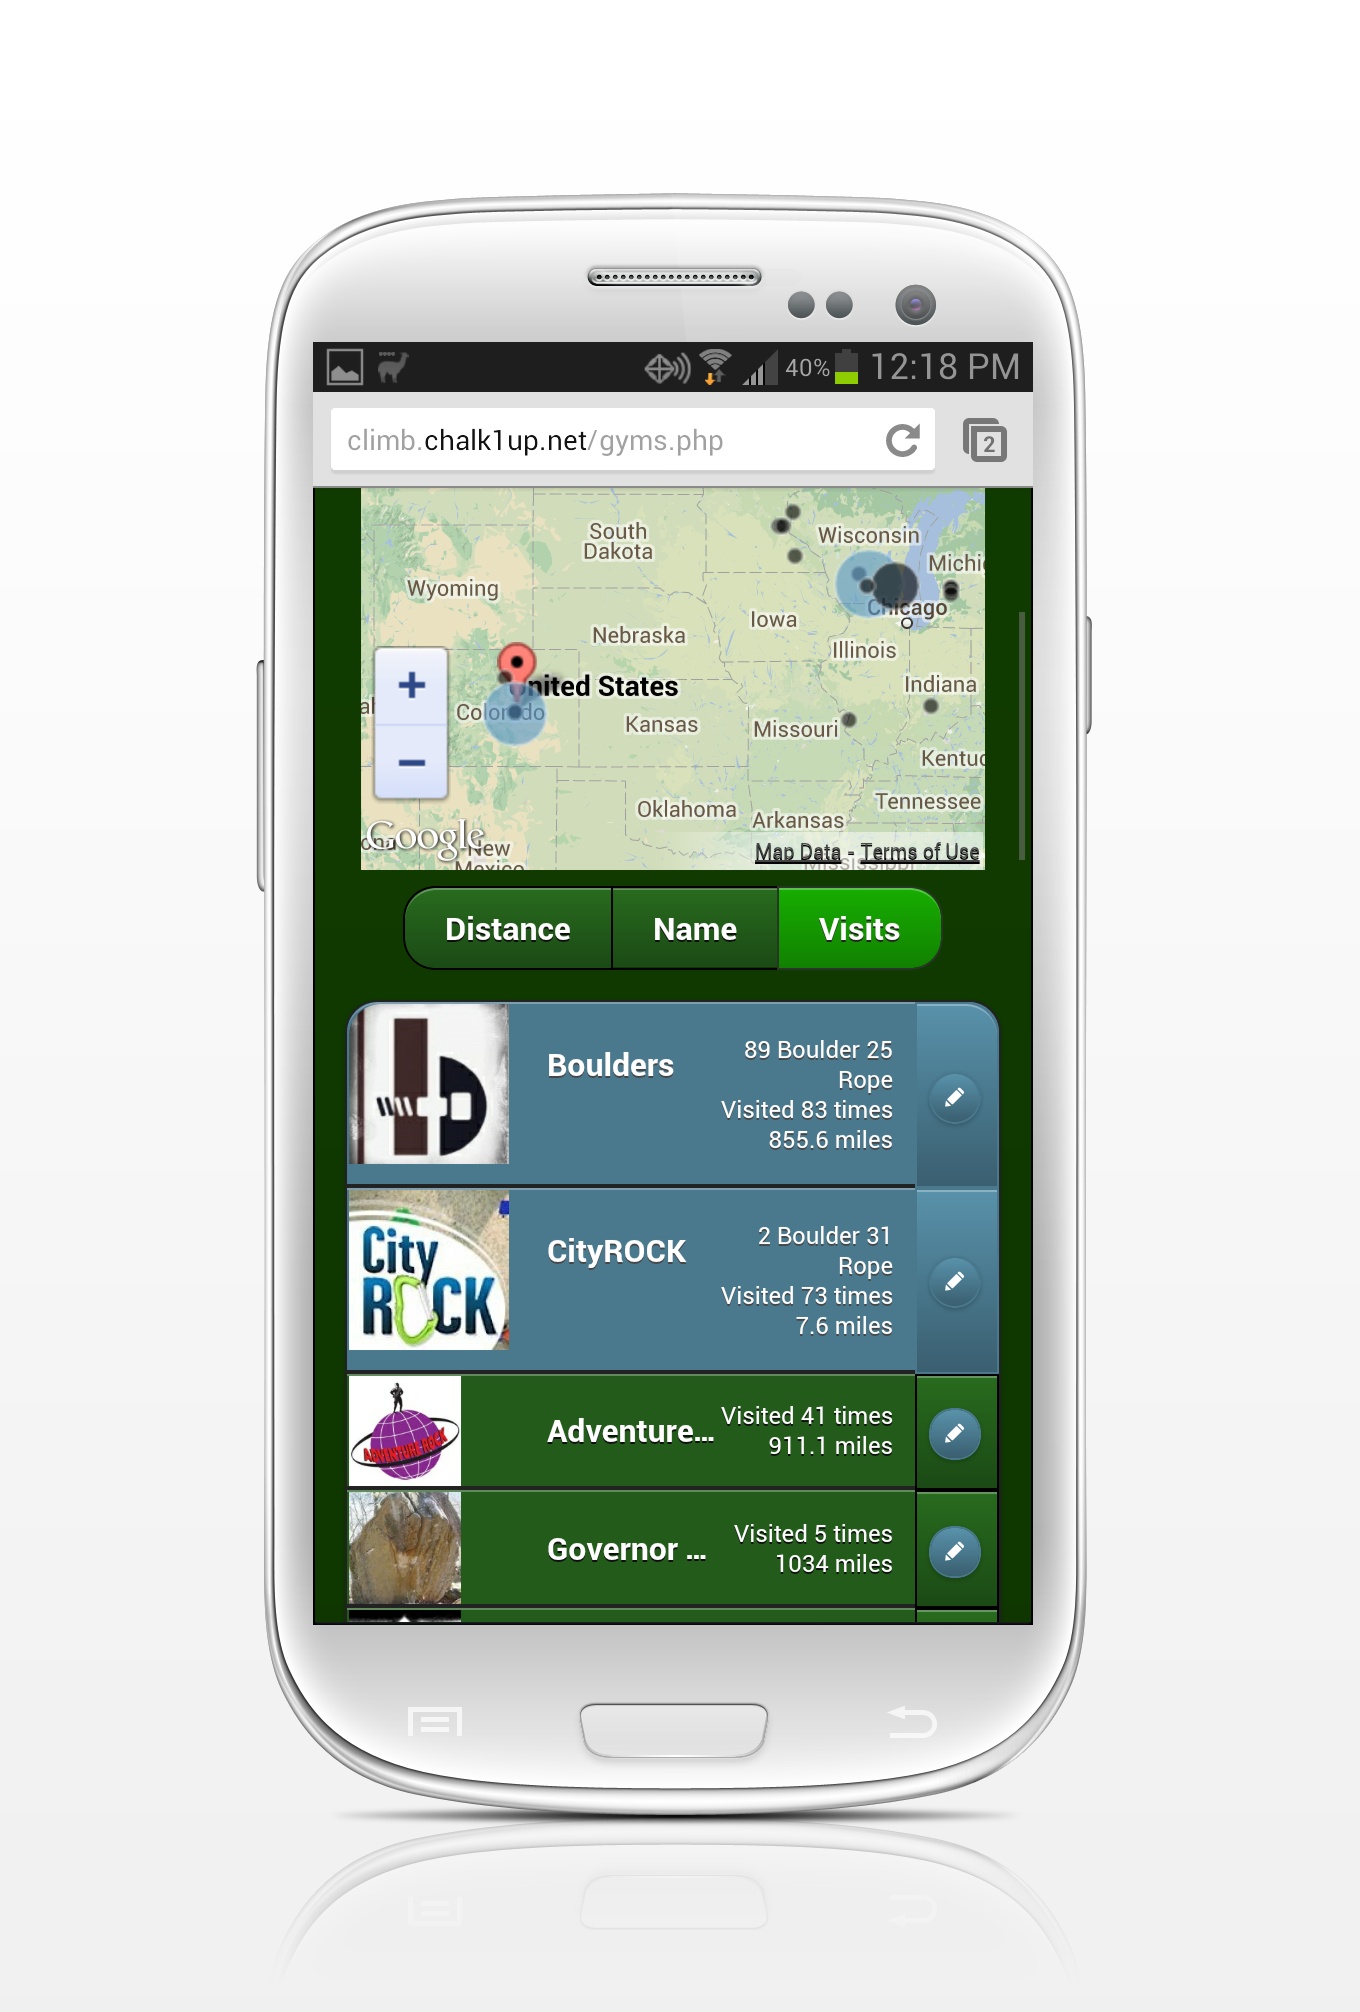 40% 12:18 PM
climb.chalk1up.net/gyms.php
2
South
Dakota
Wisconsin
Michi
Wyoming
Chicago
Iowa
Nebraska
Illinois
United States
Indiana
Colorado
Kansas
Missouri
Kentuc
Oklahoma
Tennessee
Arkansas
Google
New
Mexico
Map Data - Terms of Use
Mississippi
Distance Name Visits
Boulders
89 Boulder 25
Rope
Visited 83 times
855.6 miles
City
ROCK
CityROCK
2 Boulder 31
Rope
Visited 73 times
7.6 miles
ADVENTURE ROCK
Adventure...
Visited 41 times
911.1 miles
Governor ...
Visited 5 times
1034 miles